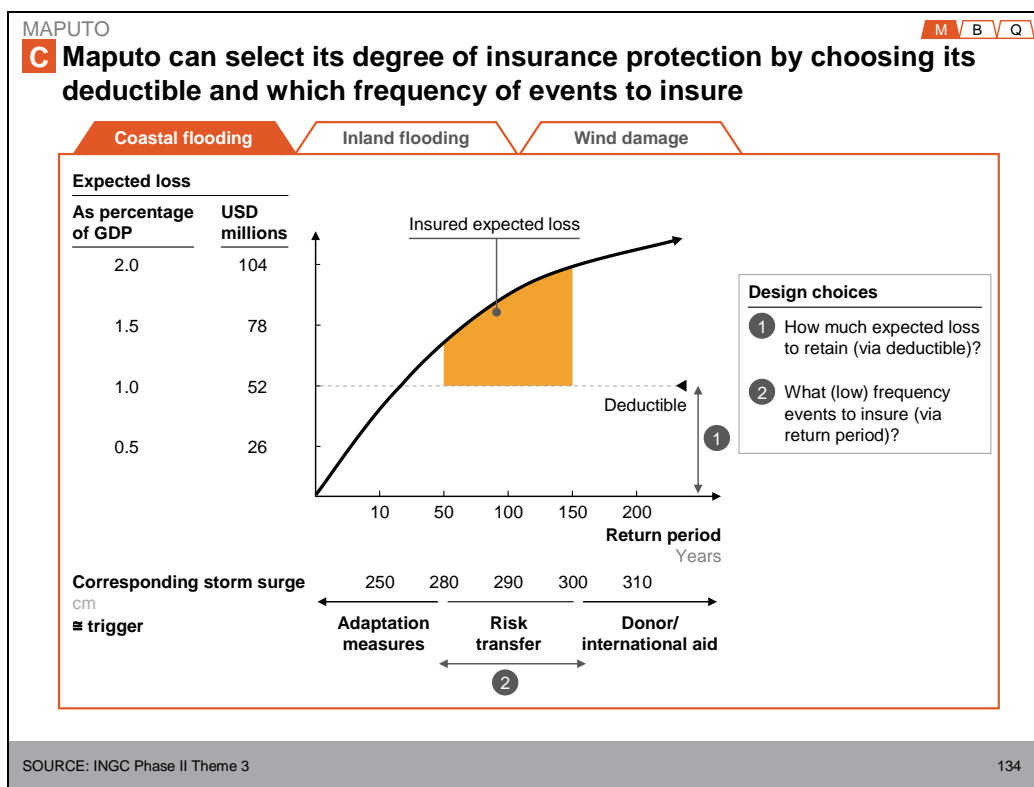 MAPUTO
M B Q
C Maputo can select its degree of insurance protection by choosing its
deductible and which frequency of events to insure
Coastal flooding Inland flooding Wind damage
Expected loss
As percentage USD
of GDP millions
Insured expected loss
2.0 104
1.5 78
1.0 52
0.5 26
Deductible
1
10 50 100 150 200
Return period
Years
Design choices
1 How much expected loss
to retain (via deductible)?
2 What (low) frequency
events to insure (via
return period)?
Corresponding storm surge 250 280 290 300 310
cm
≅ trigger
Adaptation Risk Donor/
measures transfer international aid
2
SOURCE: INGC Phase II Theme 3 134